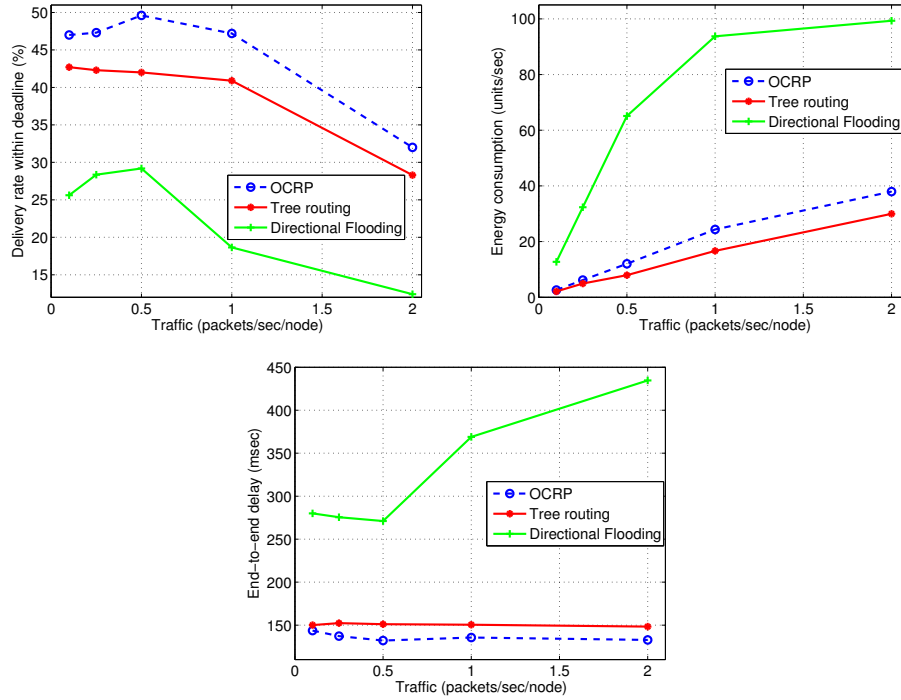 Delivery rate within deadline (%)
50
45
40
35
30
25
20
15
OCRP
Tree routing
Directional Flooding
0 0.5 1 1.5 2
Traffic (packets/sec/node)
Energy consumption (units/sec)
100
80
60
40
20
0
OCRP
Tree routing
Directional Flooding
0 0.5 1 1.5 2
Traffic (packets/sec/node)
End−to−end delay (msec)
450
400
350
300
250
200
150
100
OCRP
Tree routing
Directional Flooding
0 0.5 1 1.5 2
Traffic (packets/sec/node)